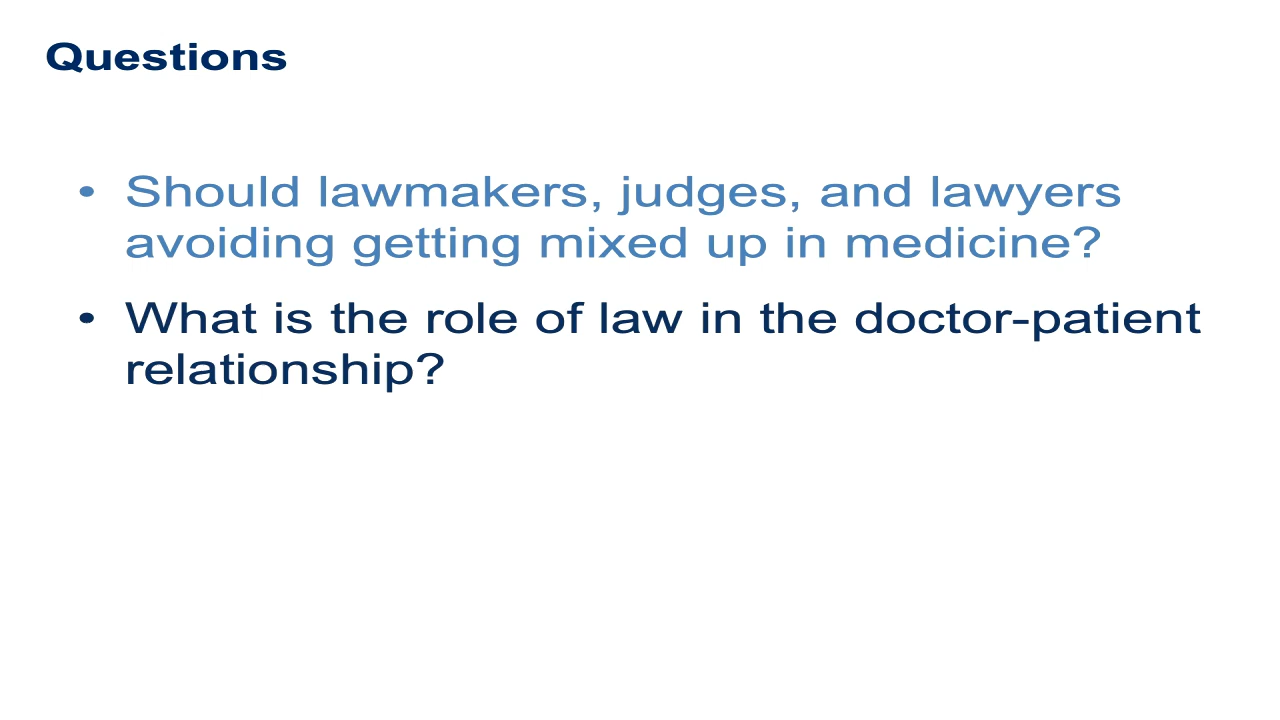 Questions
• Should lawmakers, judges, and lawyers
avoiding getting mixed up in medicine?
• What is the role of law in the doctor-patient
relationship?